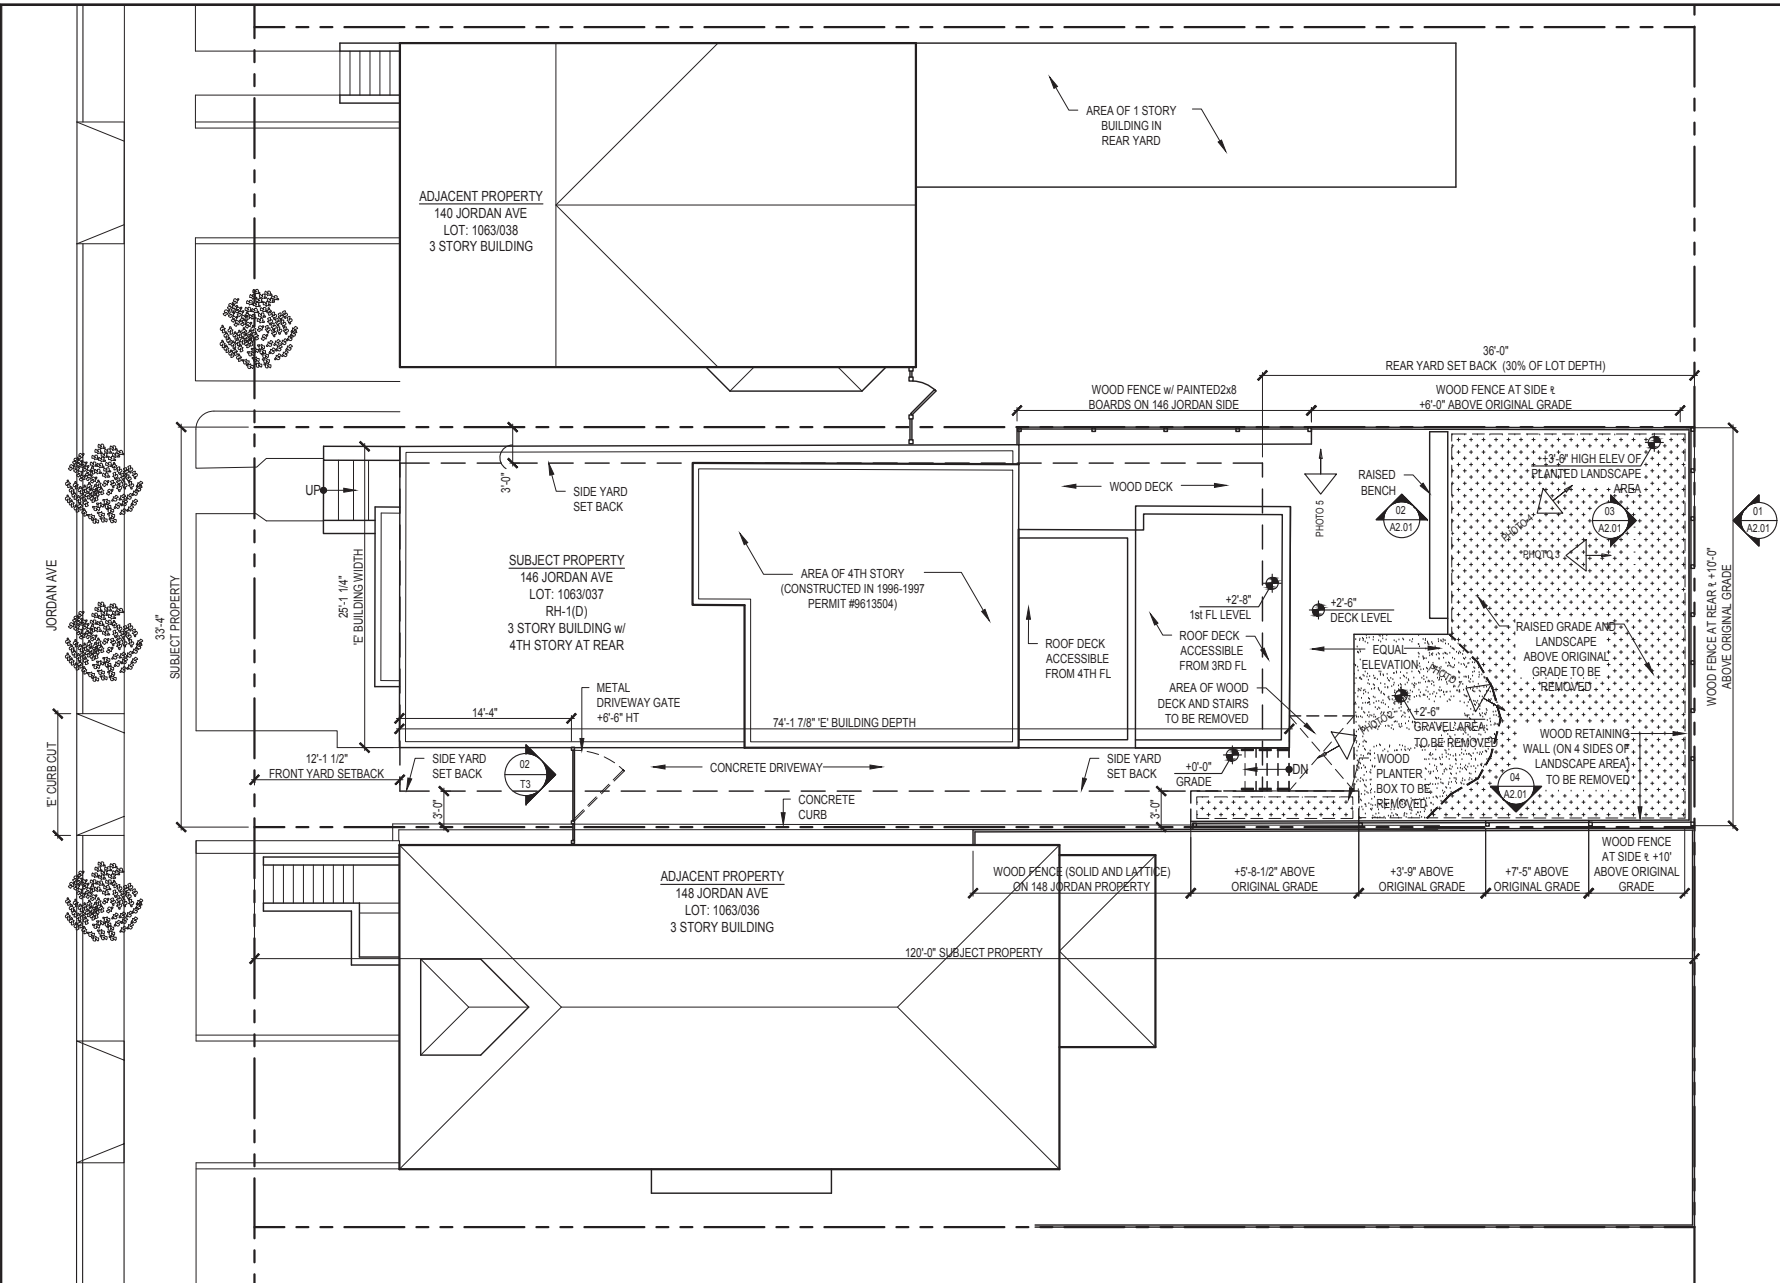 AREA OF 1 STORY
BUILDING IN
REAR YARD
ADJACENT PROPERTY
140 JORDAN AVE
LOT: 1063/038
3 STORY BUILDING
36'-0"
REAR YARD SET BACK (30% OF LOT DEPTH)
WOOD FENCE w/ PAINTED2x8
BOARDS ON 146 JORDAN SIDE
WOOD FENCE AT SIDE ℄
+6'-0" ABOVE ORIGINAL GRADE
UP
3'-0"
SIDE YARD
SET BACK
WOOD DECK
PHOTO 5
RAISED
BENCH
02
A2.01
+3'-6" HIGH ELEV OF
PLANTED LANDSCAPE
AREA
PHOTO 4
03
A2.01
PHOTO 3
01
A2.01
JORDAN AVE
33'-4"
SUBJECT PROPERTY
25'-1 1/4"
'E' BUILDING WIDTH
SUBJECT PROPERTY
146 JORDAN AVE
LOT: 1063/037
RH-1(D)
3 STORY BUILDING w/
4TH STORY AT REAR
AREA OF 4TH STORY
(CONSTRUCTED IN 1996-1997
PERMIT #9613504)
ROOF DECK
ACCESSIBLE
FROM 4TH FL
+2'-8"
1st FL LEVEL
ROOF DECK
ACCESSIBLE
FROM 3RD FL
+2'-6"
DECK LEVEL
EQUAL
ELEVATION
RAISED GRADE AND
LANDSCAPE
ABOVE ORIGINAL
GRADE TO BE
REMOVED
WOOD FENCE AT REAR ℄ +10'-0"
ABOVE ORIGINAL GRADE
PHOTO 1
AREA OF WOOD
DECK AND STAIRS
TO BE REMOVED
PHOTO 2
+2'-6"
GRAVEL AREA
TO BE REMOVED
WOOD RETAINING
WALL (ON 4 SIDES OF
LANDSCAPE AREA)
TO BE REMOVED
METAL
DRIVEWAY GATE
+6'-6" HT
14'-4"
74'-1 7/8" 'E' BUILDING DEPTH
'E' CURB CUT
12'-1 1/2"
FRONT YARD SETBACK
SIDE YARD
SET BACK
02
T3
CONCRETE DRIVEWAY
SIDE YARD
SET BACK
+0'-0"
GRADE
DN
WOOD
PLANTER
BOX TO BE
REMOVED
04
A2.01
3'-0"
CONCRETE
CURB
3'-0"
ADJACENT PROPERTY
148 JORDAN AVE
LOT: 1063/036
3 STORY BUILDING
WOOD FENCE (SOLID AND LATTICE)
ON 148 JORDAN PROPERTY
+5'-8-1/2" ABOVE
ORIGINAL GRADE
+3'-9" ABOVE
ORIGINAL GRADE
+7'-5" ABOVE
ORIGINAL GRADE
WOOD FENCE
AT SIDE ℄ +10'
ABOVE ORIGINAL
GRADE
120'-0" SUBJECT PROPERTY